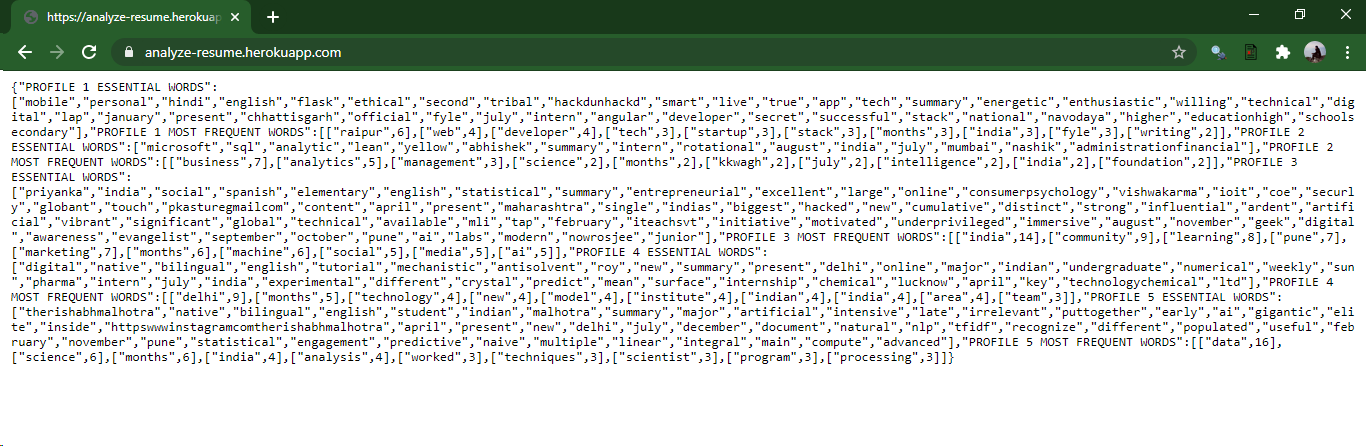 https://analyze-resume.herokuap
analyze-resume.herokuapp.com
{"PROFILE 1 ESSENTIAL WORDS":
["mobile","personal","hindi","english","flask","ethical","second","tribal","hackdunhackd","smart","live","true","app","tech","summary","energetic","enthusiastic","willing","technical","dig
ital","lap","january","present","chhattisgarh","official","fyle","july","intern","angular","developer","secret","successful","stack","national","navodaya","higher","educationhigh","schools
econdary"],"PROFILE 1 MOST FREQUENT WORDS":[["raipur",6],["web",4],["developer",4],["tech",3],["startup",3],["stack",3],["months",3],["india",3],["fyle",3],["writing",2]],"PROFILE 2
ESSENTIAL WORDS":["microsoft","sql","analytic","lean","yellow","abhishek","summary","intern","rotational","august","india","july","mumbai","nashik","administrationfinancial"],"PROFILE 2
MOST FREQUENT WORDS":[["business",7],["analytics",5],["management",3],["science",2],["months",2],["kkwagh",2],["july",2],["intelligence",2],["india",2],["foundation",2]],"PROFILE 3
ESSENTIAL WORDS":
["priyanka","india","social","spanish","elementary","english","statistical","summary","entrepreneurial","excellent","large","online","consumerpsychology","vishwakarma","ioit","coe","securl
y","globant","touch","pkasturegmailcom","content","april","present","maharashtra","single","indias","biggest","hacked","new","cumulative","distinct","strong","influential","ardent","artifi
cial","vibrant","significant","global","technical","available","mli","tap","february","iteachsvt","initiative","motivated","underprivileged","immersive","august","november","geek","digital
","awareness","evangelist","september","october","pune","ai","labs","modern","nowrosjee","junior"],"PROFILE 3 MOST FREQUENT WORDS":[["india",14],["community",9],["learning",8],["pune",7],
["marketing",7],["months",6],["machine",6],["social",5],["media",5],["ai",5]],"PROFILE 4 ESSENTIAL WORDS":
["digital","native","bilingual","english","tutorial","mechanistic","antisolvent","roy","new","summary","present","delhi","online","major","indian","undergraduate","numerical","weekly","sun
","pharma","intern","july","india","experimental","different","crystal","predict","mean","surface","internship","chemical","lucknow","april","key","technologychemical","ltd"],"PROFILE 4
MOST FREQUENT WORDS":[["delhi",9],["months",5],["technology",4],["new",4],["model",4],["institute",4],["indian",4],["india",4],["area",4],["team",3]],"PROFILE 5 ESSENTIAL WORDS":
["therishabhmalhotra","native","bilingual","english","student","indian","malhotra","summary","major","artificial","intensive","late","irrelevant","puttogether","early","ai","gigantic","eli
te","inside","httpswwwinstagramcomtherishabhmalhotra","april","present","new","delhi","july","december","document","natural","nlp","tfidf","recognize","different","populated","useful","feb
ruary","november","pune","statistical","engagement","predictive","naive","multiple","linear","integral","main","compute","advanced"],"PROFILE 5 MOST FREQUENT WORDS":[["data",16],
["science",6],["months",6],["india",4],["analysis",4],["worked",3],["techniques",3],["scientist",3],["program",3],["processing",3]]}